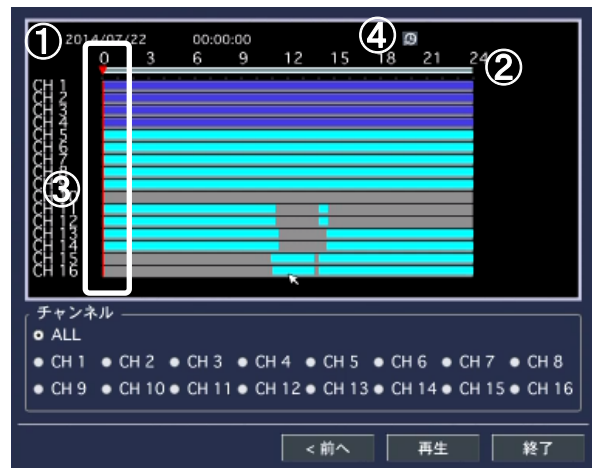 ① 2014/07/22 00:00:00 ④
0 3 6 9 12 15 18 21 24 ②
CH 1
CH 2
CH 3
CH 4
CH 5
CH 6
CH 7
CH 8
③
CH 11
CH 12
CH 13
CH 14
CH 15
CH 16
チャンネル
ALL
CH 1 CH 2 CH 3 CH 4 CH 5 CH 6 CH 7 CH 8
CH 9 CH 10 CH 11 CH 12 CH 13 CH 14 CH 15 CH 16
<前へ 再生 終了